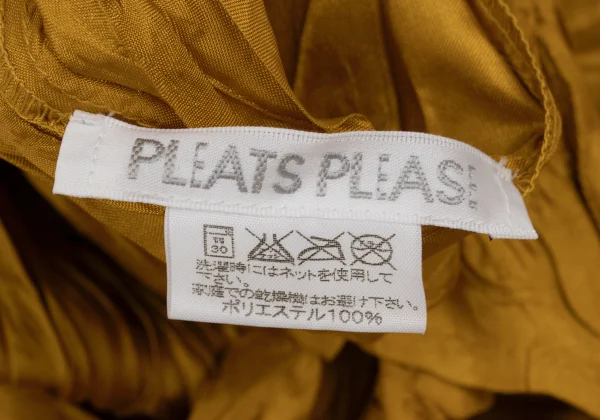 PLEATS PLEASE
30
洗濯時にはネットを使用して
下さい。
家庭での乾燥機はお避け下さい。
ポリエステル100%